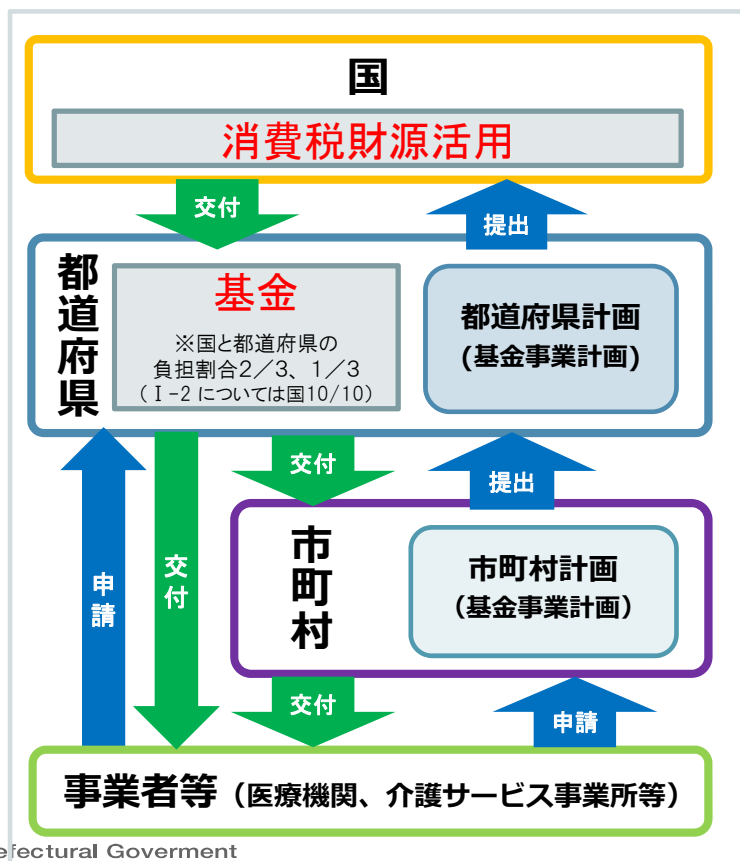 国
消費税財源活用
交付
提出
都道府県
基金
※国と都道府県の
負担割合2／3、1／3
（Ⅰ-2 については国10/10）
都道府県計画
(基金事業計画)
交付
提出
申請
交付
市町村
市町村計画
（基金事業計画）
交付
申請
事業者等（医療機関、介護サービス事業所等）
efectural Goverment